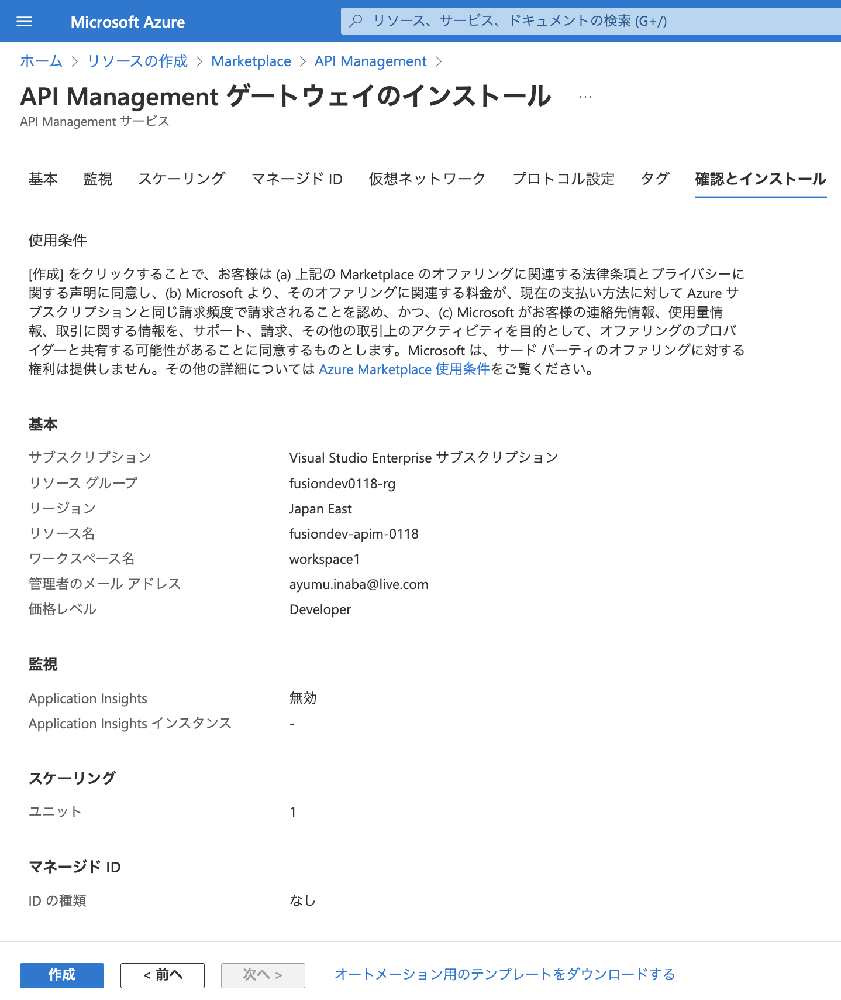 Microsoft Azure
リソース、サービス、ドキュメントの検索 (G+/)
ホーム > リソースの作成 > Marketplace > API Management >
API Management ゲートウェイのインストール ...
API Management サービス
基本 監視 スケーリング マネージド ID 仮想ネットワーク プロトコル設定 タグ 確認とインストール
使用条件
[作成] をクリックすることで、お客様は (a) 上記の Marketplace のオファリングに関連する法律条項とプライバシーに
関する声明に同意し、(b) Microsoft より、そのオファリングに関連する料金が、現在の支払い方法に対して Azure サ
ブスクリプションと同じ請求頻度で請求されることを認め、かつ、(c) Microsoft がお客様の連絡先情報、使用量情
報、取引に関する情報を、サポート、請求、その他の取引上のアクティビティを目的として、オファリングのプロバ
イダーと共有する可能性があることに同意するものとします。Microsoft は、サード パーティのオファリングに対する
権利は提供しません。その他の詳細については Azure Marketplace 使用条件をご覧ください。
基本
サブスクリプション Visual Studio Enterprise サブスクリプション
リソース グループ fusiondev0118-rg
リージョン Japan East
リソース名 fusiondev-apim-0118
ワークスペース名 workspace1
管理者のメール アドレス ayumu.inaba@live.com
価格レベル Developer
監視
Application Insights 無効
Application Insights インスタンス -
スケーリング
ユニット 1
マネージド ID
ID の種類 なし
作成 < 前へ 次へ > オートメーション用のテンプレートをダウンロードする